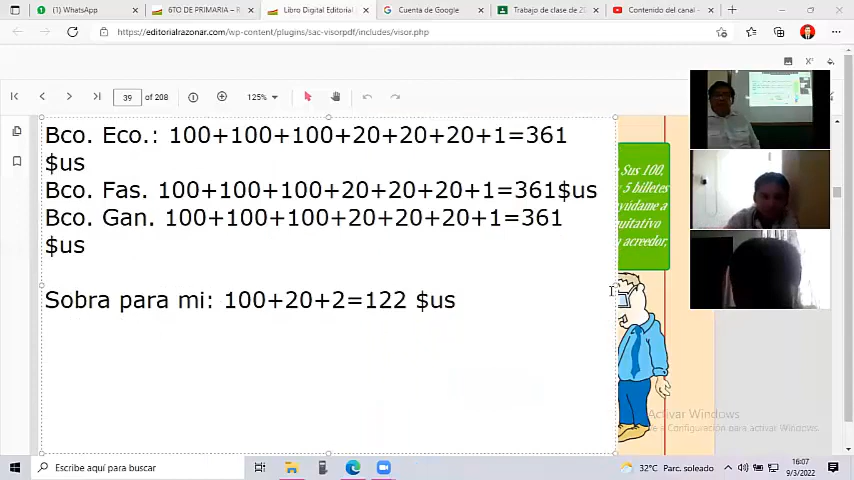 (1) WhatsApp
6TO DE PRIMARIA – R
Libro Digital Editorial
Cuenta de Google
Trabajo de clase de 2
Contenido del canal -
https://editorialrazonar.com/wp-content/plugins/sac-visorpdf/includes/visor.php
39 of 208
125%
Bco. Eco.: 100+100+100+20+20+20+1=361
$us
Bco. Fas. 100+100+100+20+20+20+1=361$us
Bco. Gan. 100+100+100+20+20+20+1=361
$us
Sobra para mi: 100+20+2=122 $us
e $us 100,
5 billetes
yúdame a
uitativo
acreedor,
Activar Windows
Ve a Configuración para activar Windows.
Escribe aquí para buscar
32°C Parc. soleado
16:07
9/3/2022